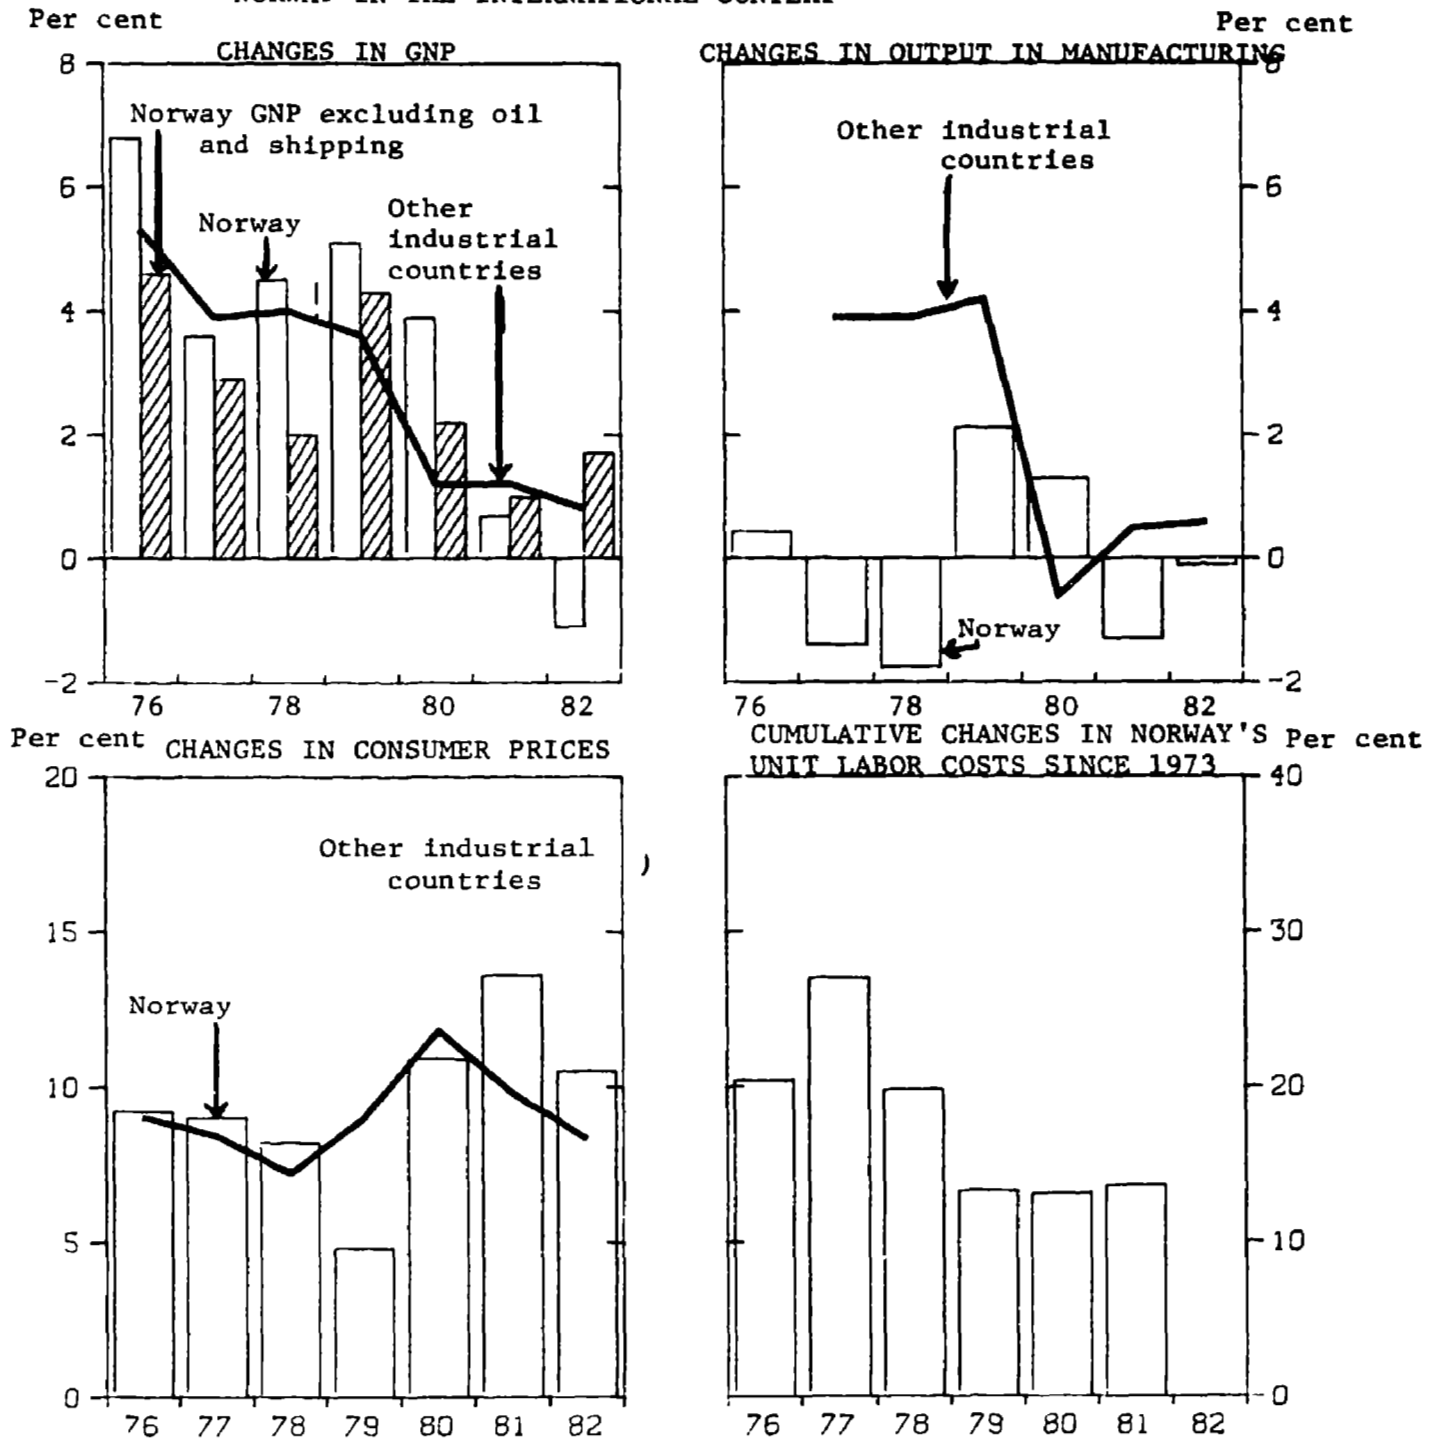 Per cent
CHANGES IN GNP
8
6
4
2
0
-2
Norway GNP excluding oil
and shipping
Norway
Other
industrial
countries
76 78 80 82
Per cent
CHANGES IN OUTPUT IN MANUFACTURING
Other industrial
countries
Norway
6
4
2
0
-2
76 78 80 82
Per cent
CHANGES IN CONSUMER PRICES
20
15
10
5
0
Other industrial
countries
)
Norway
76 77 78 79 80 81 82
CUMULATIVE CHANGES IN NORWAY'S
UNIT LABOR COSTS SINCE 1973
Per cent
40
30
20
10
0
76 77 78 79 80 81 82